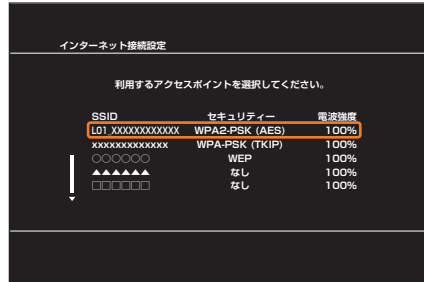 インターネット接続設定
利用するアクセスポイントを選択してください。
SSID セキュリティー 電波強度
L01_XXXXXXXXXXXX WPA2-PSK (AES) 100%
xxxxxxxxxxxxx WPA-PSK (TKIP) 100%
○○○○○○ WEP 100%
▲▲▲▲▲▲ なし 100%
□□□□□□ なし 100%